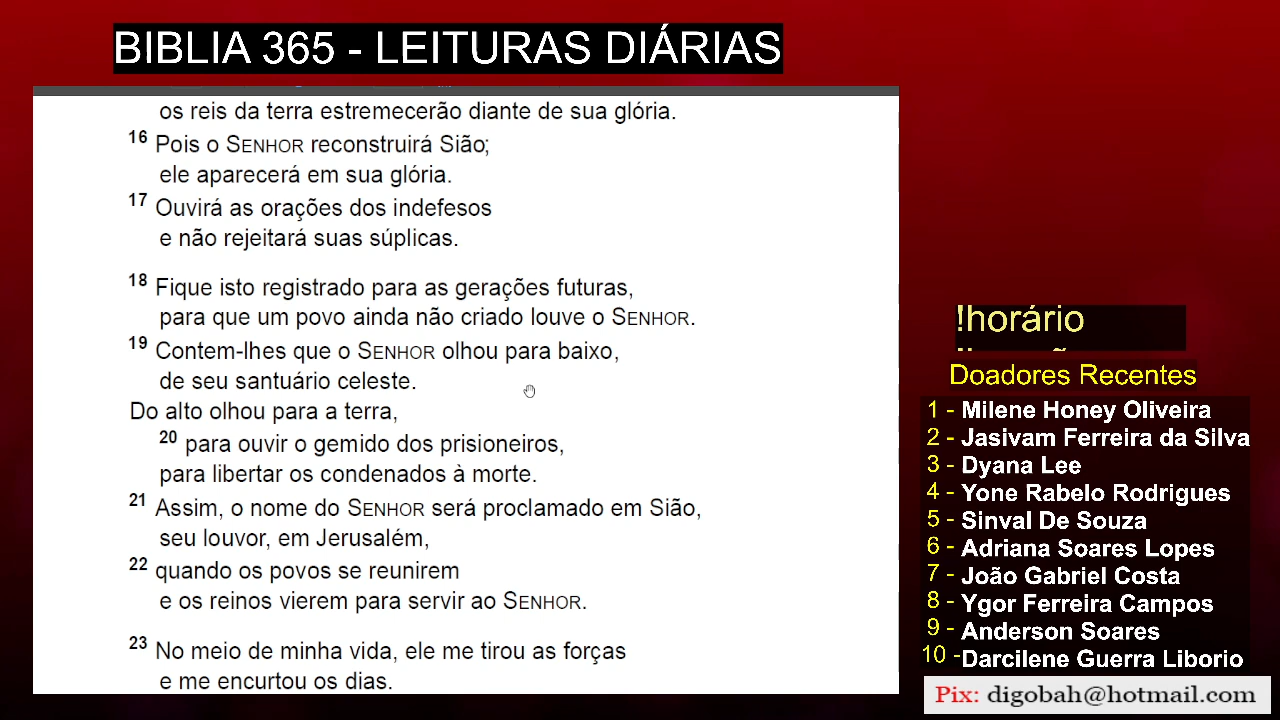 BIBLIA 365 - LEITURAS DIÁRIAS
os reis da terra estremecerão diante de sua glória.
16 Pois o SENHOR reconstruirá Sião;
ele aparecerá em sua glória.
17 Ouvirá as orações dos indefesos
e não rejeitará suas súplicas.
18 Fique isto registrado para as gerações futuras,
para que um povo ainda não criado louve o SENHOR.
19 Contem-lhes que o SENHOR olhou para baixo,
de seu santuário celeste.
Do alto olhou para a terra,
20 para ouvir o gemido dos prisioneiros,
para libertar os condenados à morte.
21 Assim, o nome do SENHOR será proclamado em Sião,
seu louvor, em Jerusalém,
22 quando os povos se reunirem
e os reinos vierem para servir ao SENHOR.
23 No meio de minha vida, ele me tirou as forças
e me encurtou os dias.
!horário
Doadores Recentes
1 - Milene Honey Oliveira
2 - Jasivam Ferreira da Silva
3 - Dyana Lee
4 - Yone Rabelo Rodrigues
5 - Sinval De Souza
6 - Adriana Soares Lopes
7 - João Gabriel Costa
8 - Ygor Ferreira Campos
9 - Anderson Soares
10 - Darcilene Guerra Liborio
Pix: digobah@hotmail.com